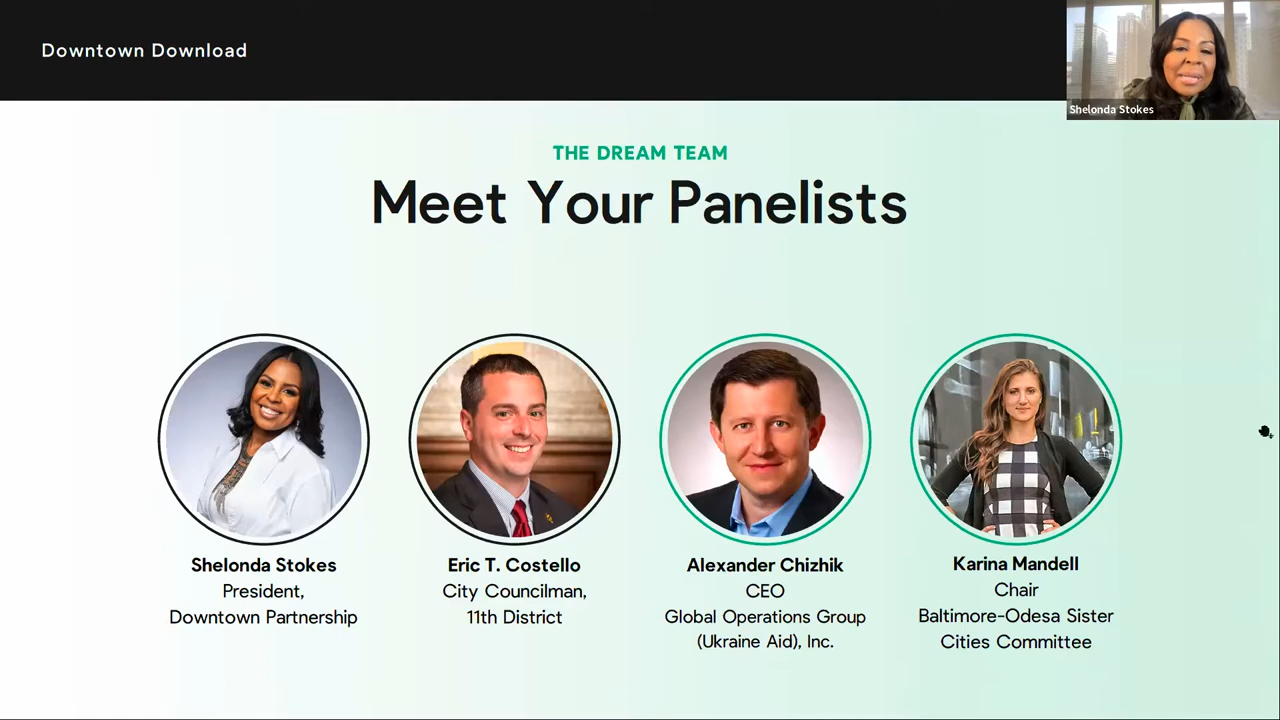 Downtown Download
Shelonda Stokes
THE DREAM TEAM
Meet Your Panelists
Shelonda Stokes
President,
Downtown Partnership
Eric T. Costello
City Councilman,
11th District
Alexander Chizhik
CEO
Global Operations Group
(Ukraine Aid), Inc.
Karina Mandell
Chair
Baltimore-Odesa Sister
Cities Committee